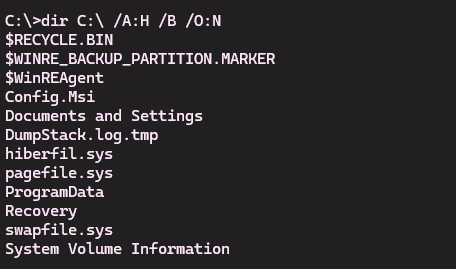 C:\>dir C:\ /A:H /B /O:N
$RECYCLE.BIN
$WINRE_BACKUP_PARTITION.MARKER
$WinREAgent
Config.Msi
Documents and Settings
DumpStack.log.tmp
hiberfil.sys
pagefile.sys
ProgramData
Recovery
swapfile.sys
System Volume Information